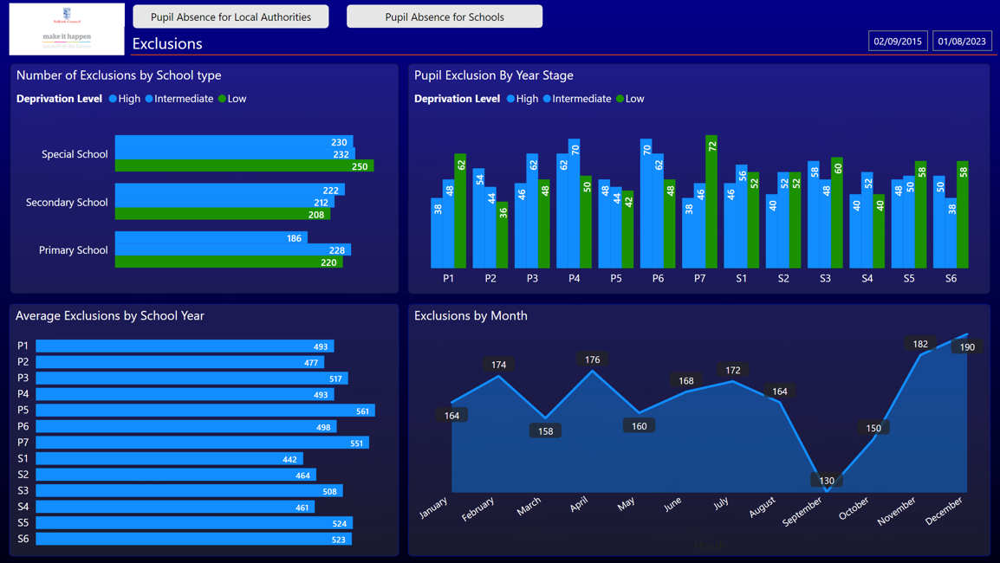 Falkirk Council
make it happen
Pupil Absence for Local Authorities
Pupil Absence for Schools
Exclusions
02/09/2015
01/08/2023
Number of Exclusions by School type
Deprivation Level High Intermediate Low
Special School
230
232
250
Secondary School
222
212
208
Primary School
186
228
220
Pupil Exclusion By Year Stage
Deprivation Level High Intermediate Low
38 48 62
54 44 36
46 62 48
62 70 50
48 44 42
70 62 48
38 46 72
46 56 52
40 52 52
58 48 60
40 52 40
48 50 58
50 38 58
P1 P2 P3 P4 P5 P6 P7 S1 S2 S3 S4 S5 S6
Average Exclusions by School Year
P1 493
P2 477
P3 517
P4 493
P5 561
P6 498
P7 551
S1 442
S2 464
S3 508
S4 461
S5 524
S6 523
Exclusions by Month
164 174 158 176 160 168 172 164 130 150 182 190
January February March April May June July August September October November December
Month